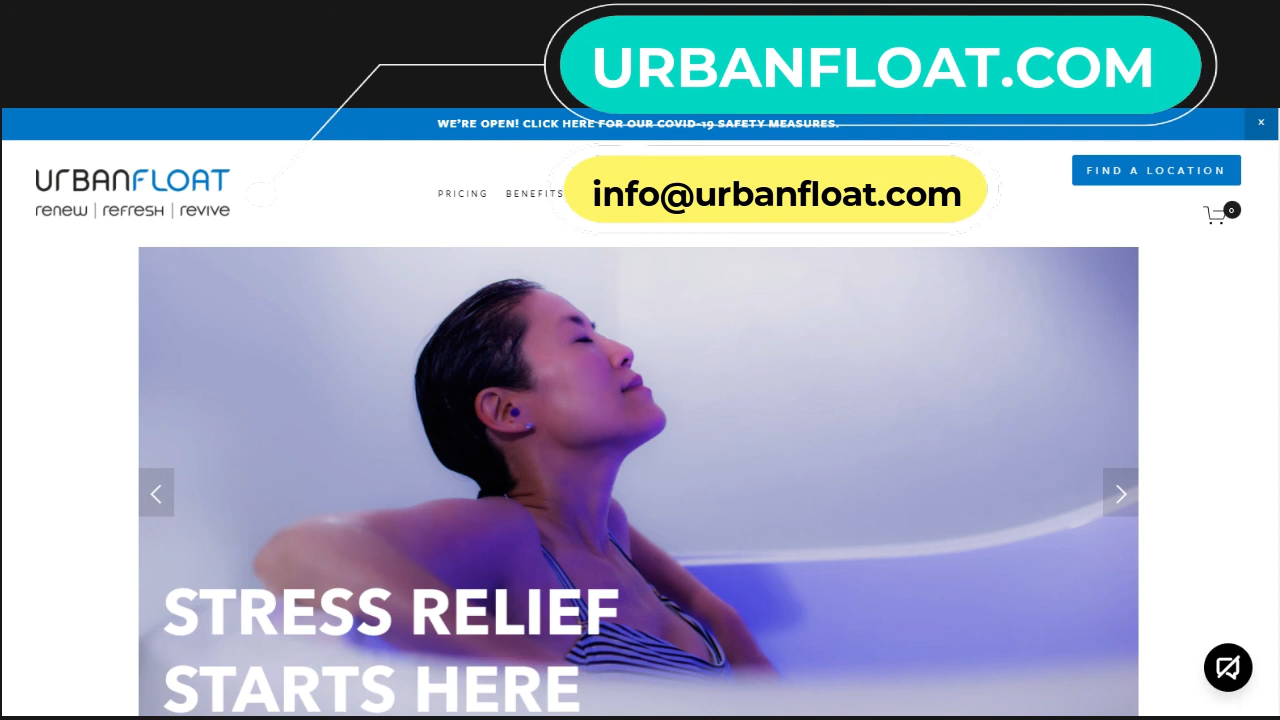 URBANFLOAT.COM
WE'RE OPEN! CLICK HERE FOR OUR COVID-19 SAFETY MEASURES.
x
URBANFLOAT
renew | refresh | revive
PRICING BENEFITS
info@urbanfloat.com
FIND A LOCATION
0
STRESS RELIEF
STARTS HERE